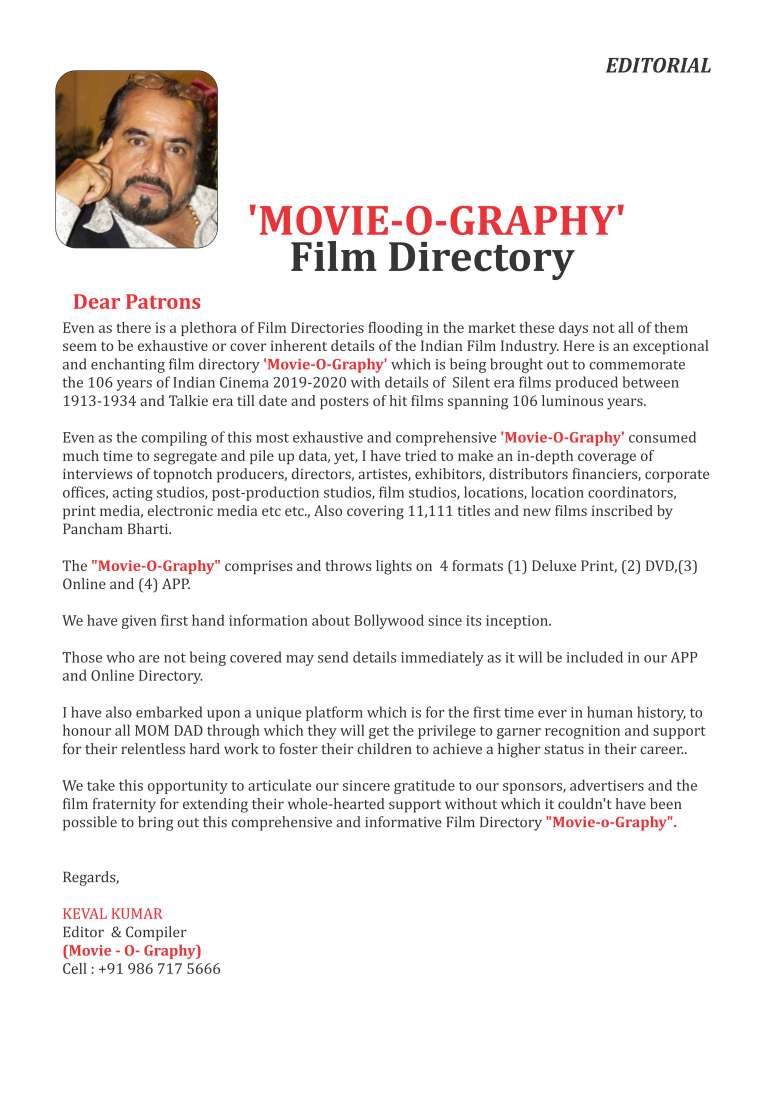 EDITORIAL
'MOVIE-O-GRAPHY'
Film Directory
Dear Patrons
Even as there is a plethora of Film Directories flooding in the market these days not all of them
seem to be exhaustive or cover inherent details of the Indian Film Industry. Here is an exceptional
and enchanting film directory 'Movie-O-Graphy' which is being brought out to commemorate
the 106 years of Indian Cinema 2019-2020 with details of Silent era films produced between
1913-1934 and Talkie era till date and posters of hit films spanning 106 luminous years.
Even as the compiling of this most exhaustive and comprehensive 'Movie-O-Graphy' consumed
much time to segregate and pile up data, yet, I have tried to make an in-depth coverage of
interviews of topnotch producers, directors, artistes, exhibitors, distributors financiers, corporate
offices, acting studios, post-production studios, film studios, locations, location coordinators,
print media, electronic media etc etc., Also covering 11,111 titles and new films inscribed by
Pancham Bharti.
The "Movie-O-Graphy" comprises and throws lights on 4 formats (1) Deluxe Print, (2) DVD,(3)
Online and (4) APP.
We have given first hand information about Bollywood since its inception.
Those who are not being covered may send details immediately as it will be included in our APP
and Online Directory.
I have also embarked upon a unique platform which is for the first time ever in human history, to
honour all MOM DAD through which they will get the privilege to garner recognition and support
for their relentless hard work to foster their children to achieve a higher status in their career..
We take this opportunity to articulate our sincere gratitude to our sponsors, advertisers and the
film fraternity for extending their whole-hearted support without which it couldn't have been
possible to bring out this comprehensive and informative Film Directory "Movie-o-Graphy".
Regards,
KEVAL KUMAR
Editor & Compiler
(Movie - O- Graphy)
Cell : +91 986 717 5666